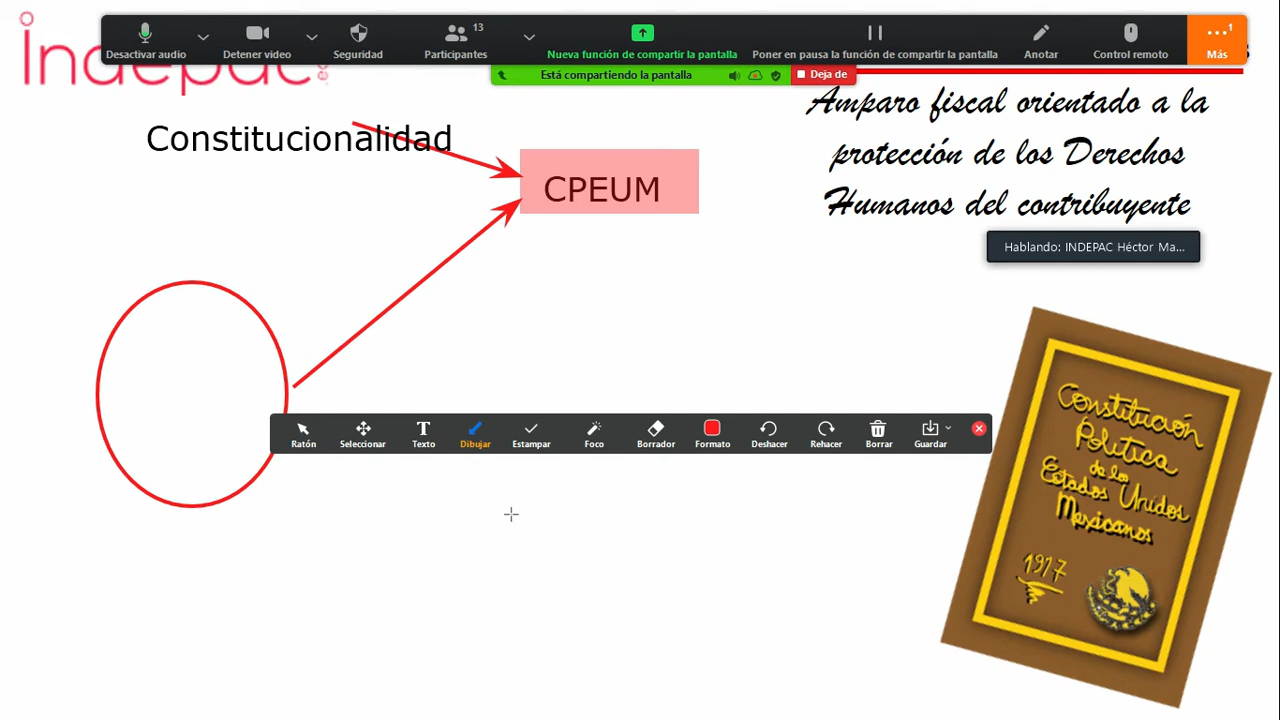 Indepac
Desactivar audio
Detener video
Seguridad
Participantes
13
Nueva función de compartir la pantalla
Poner en pausa la función de compartir la pantalla
Anotar
Control remoto
1
Más
Está compartiendo la pantalla
Deja de
Amparo fiscal orientado a la
protección de los Derechos
Humanos del contribuyente
Constitucionalidad
CPEUM
Hablando: INDEPAC Héctor Ma...
Ratón
Seleccionar
Texto
Dibujar
Estampar
Foco
Borrador
Formato
Deshacer
Rehacer
Borrar
Guardar
Constitución
Política
de los
Estados Unidos
Mexicanos
1917